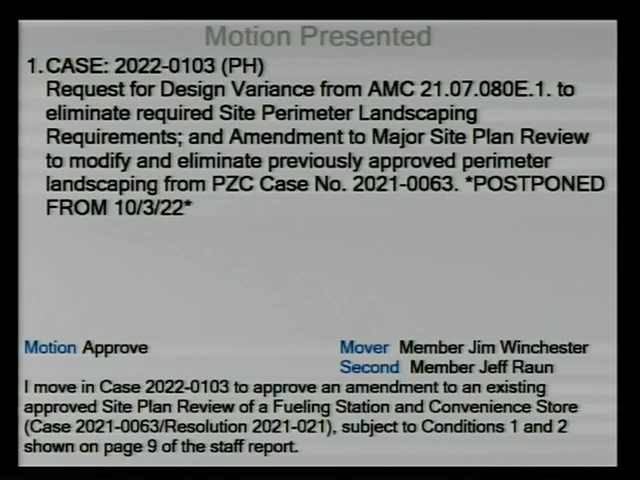 Motion Presented
1. CASE: 2022-0103 (PH)
Request for Design Variance from AMC 21.07.080E.1. to
eliminate required Site Perimeter Landscaping
Requirements; and Amendment to Major Site Plan Review
to modify and eliminate previously approved perimeter
landscaping from PZC Case No. 2021-0063. *POSTPONED
FROM 10/3/22*
Motion Approve Mover Member Jim Winchester
Second Member Jeff Raun
I move in Case 2022-0103 to approve an amendment to an existing
approved Site Plan Review of a Fueling Station and Convenience Store
(Case 2021-0063/Resolution 2021-021), subject to Conditions 1 and 2
shown on page 9 of the staff report.